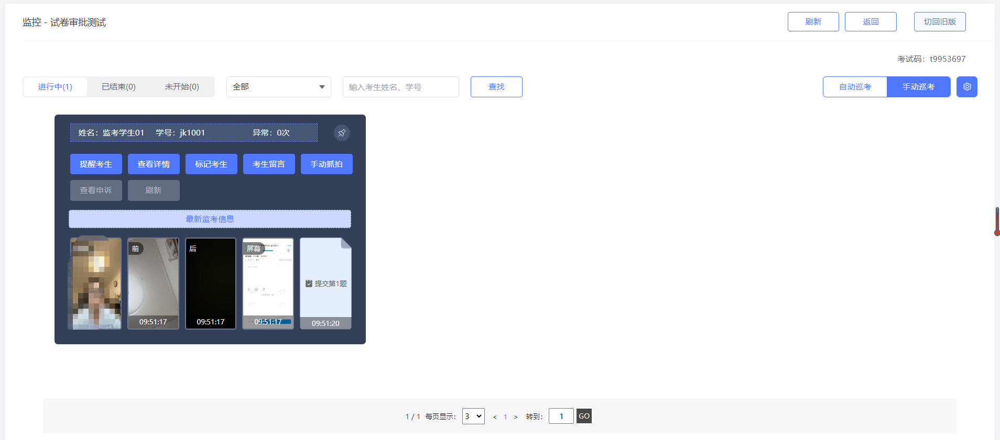 监控 - 试卷审批测试
刷新
返回
切回旧版
考试码：t9953697
进行中(1)
已结束(0)
未开始(0)
全部
输入考生姓名、学号
查找
自动巡考
手动巡考
姓名：监考学生01 学号：jk1001 异常：0次
提醒考生
查看详情
标记考生
考生留言
手动抓拍
查看申诉
刷新
最新监考信息
前
后
屏幕
提交第1题
09:51:17
09:51:17
09:51:17
09:51:20
1 / 1 每页显示： 3 < 1 > 转到： 1 GO